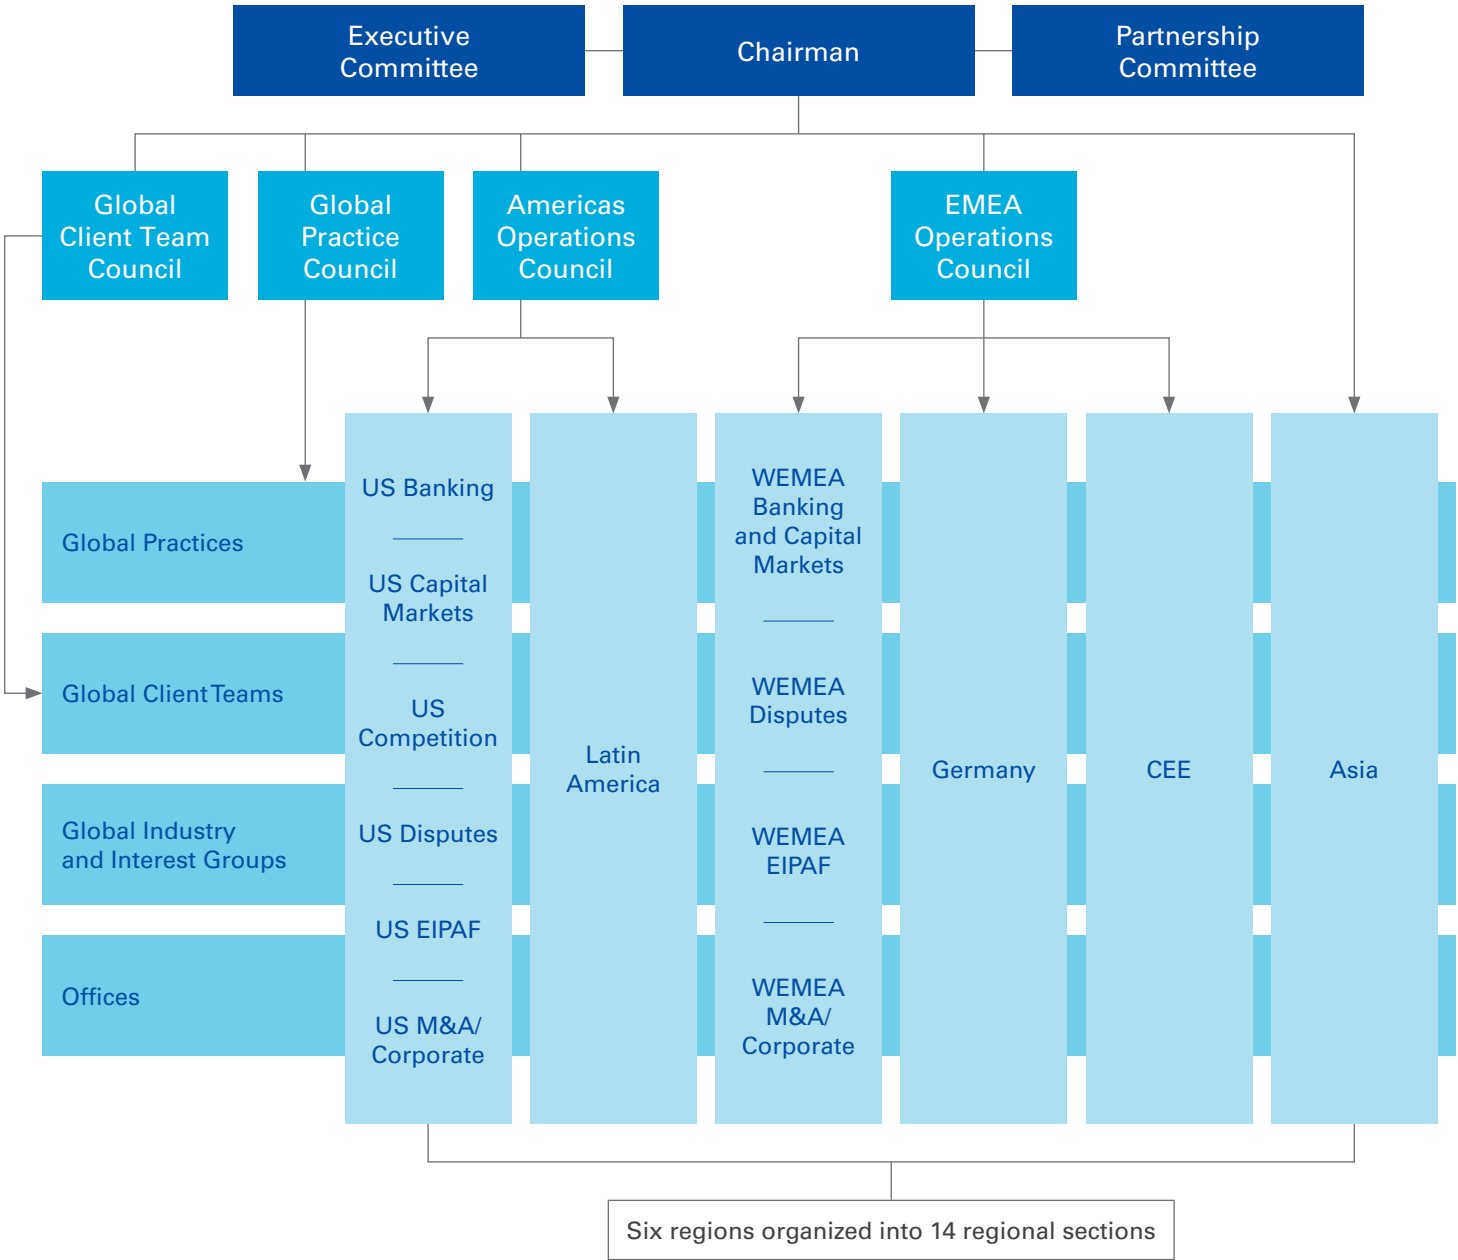 Executive
Committee
Chairman
Partnership
Committee
Global
Client Team
Council
Global
Practice
Council
Americas
Operations
Council
EMEA
Operations
Council
Global Practices
Global Client Teams
Global Industry
and Interest Groups
Offices
US Banking
US Capital
Markets
US
Competition
US Disputes
US EIPAF
US M&A/
Corporate
Latin
America
WEMEA
Banking
and Capital
Markets
WEMEA
Disputes
WEMEA
EIPAF
WEMEA
M&A/
Corporate
Germany
CEE
Asia
Six regions organized into 14 regional sections